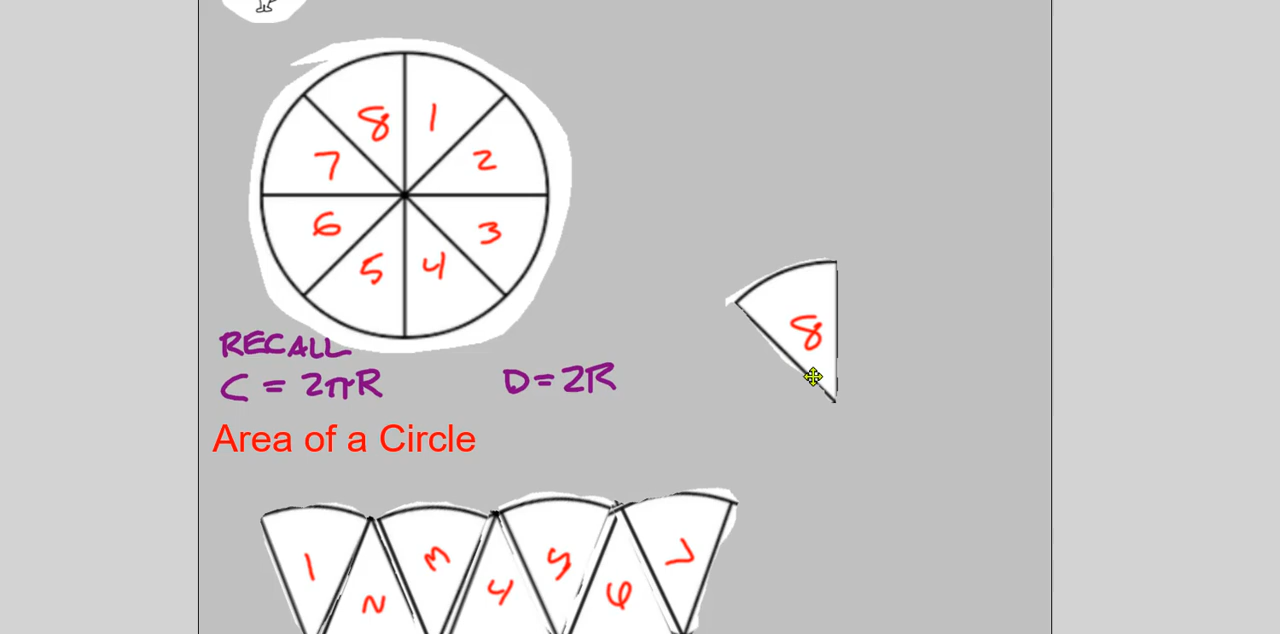 8 1
7 2
6 3
5 4
8
RECALL
C = 2πR D = 2R
Area of a Circle
1 2 3 4 5 6 7